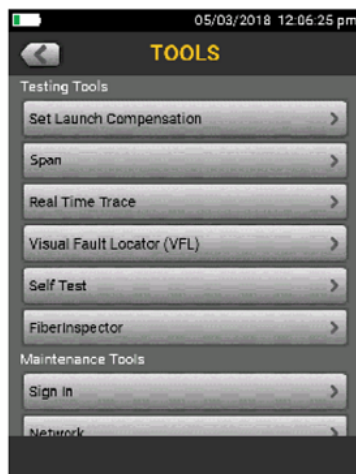 05/03/2018 12:06:25 pm
TOOLS
Testing Tools
Set Launch Compensation
Span
Real Time Trace
Visual Fault Locator (VFL)
Self Test
FiberInspector
Maintenance Tools
Sign In
Network